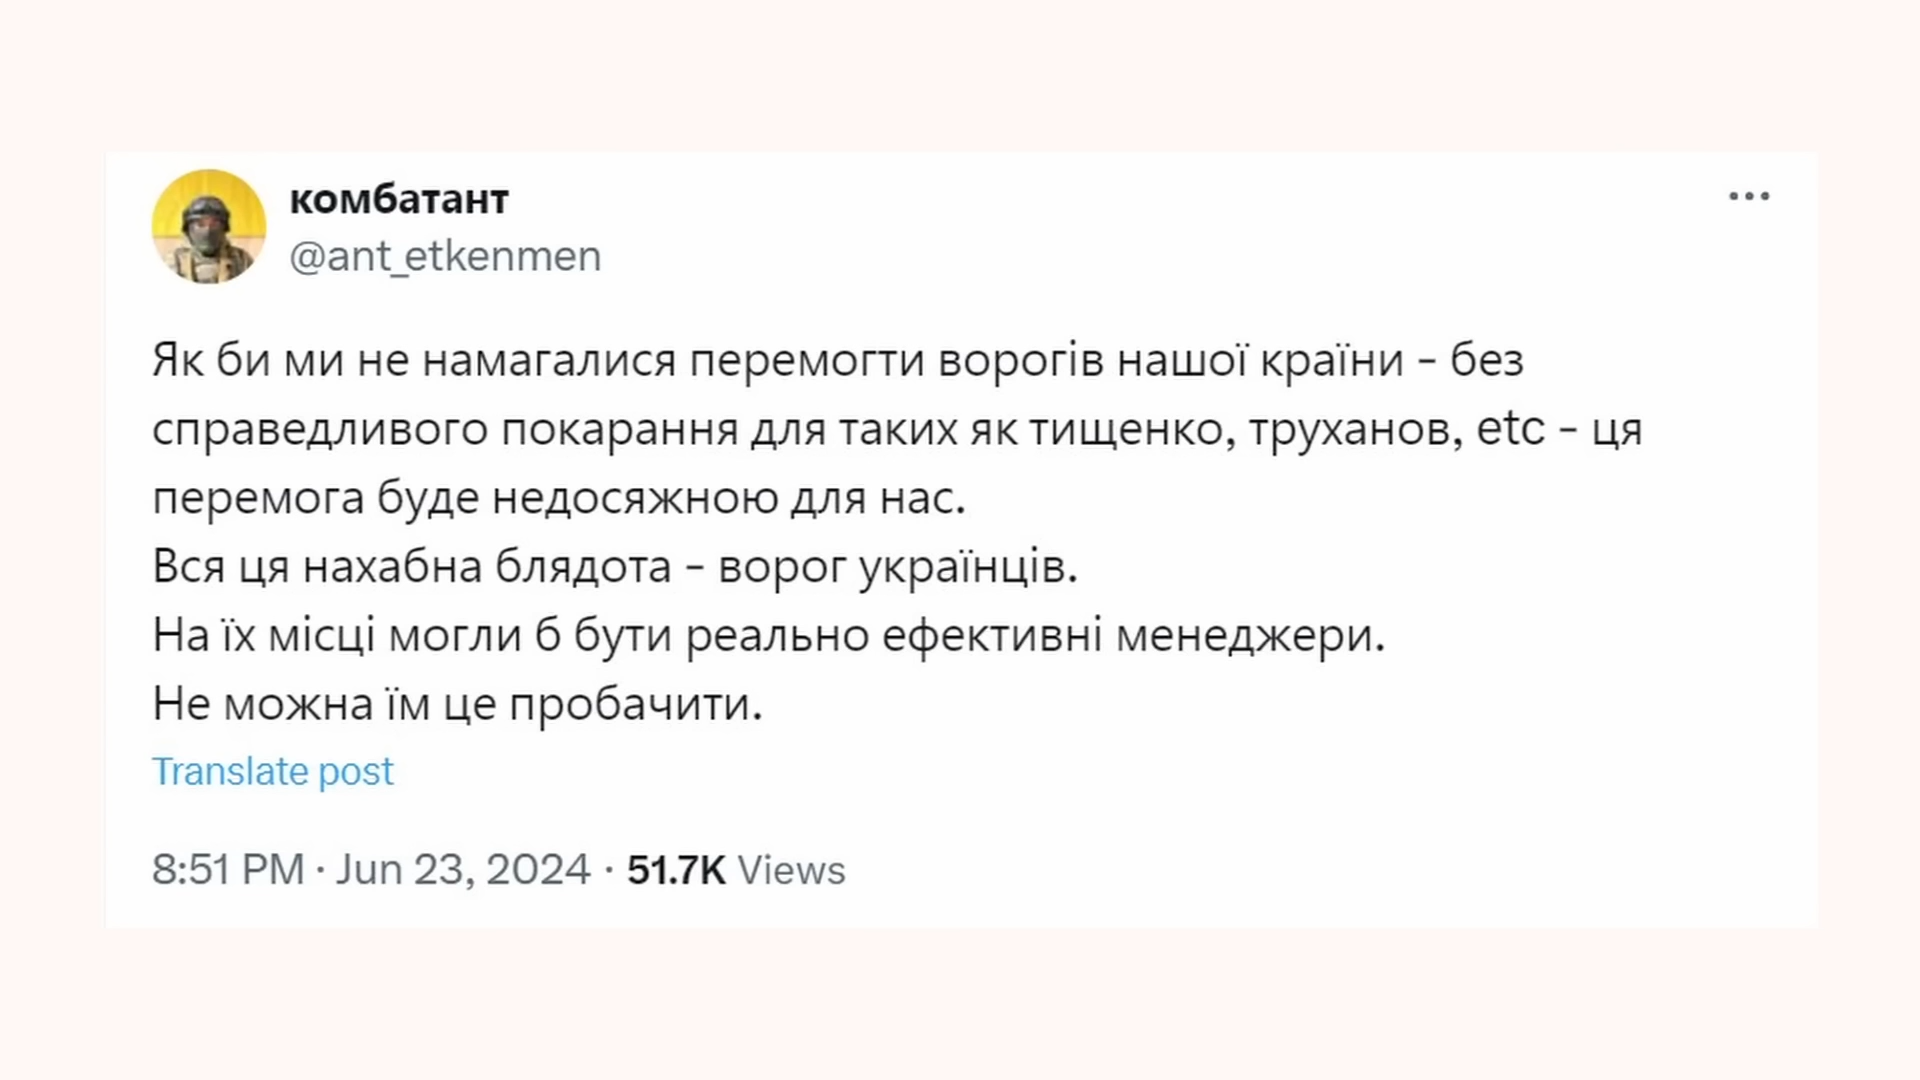 комбатант
@ant_etkenmen
Як би ми не намагалися перемогти ворогів нашої країни – без
справедливого покарання для таких як тищенко, труханов, etc – ця
перемога буде недосяжною для нас.
Вся ця нахабна блядота – ворог українців.
На їх місці могли б бути реально ефективні менеджери.
Не можна їм це пробачити.
Translate post
8:51 PM · Jun 23, 2024 · 51.7K Views